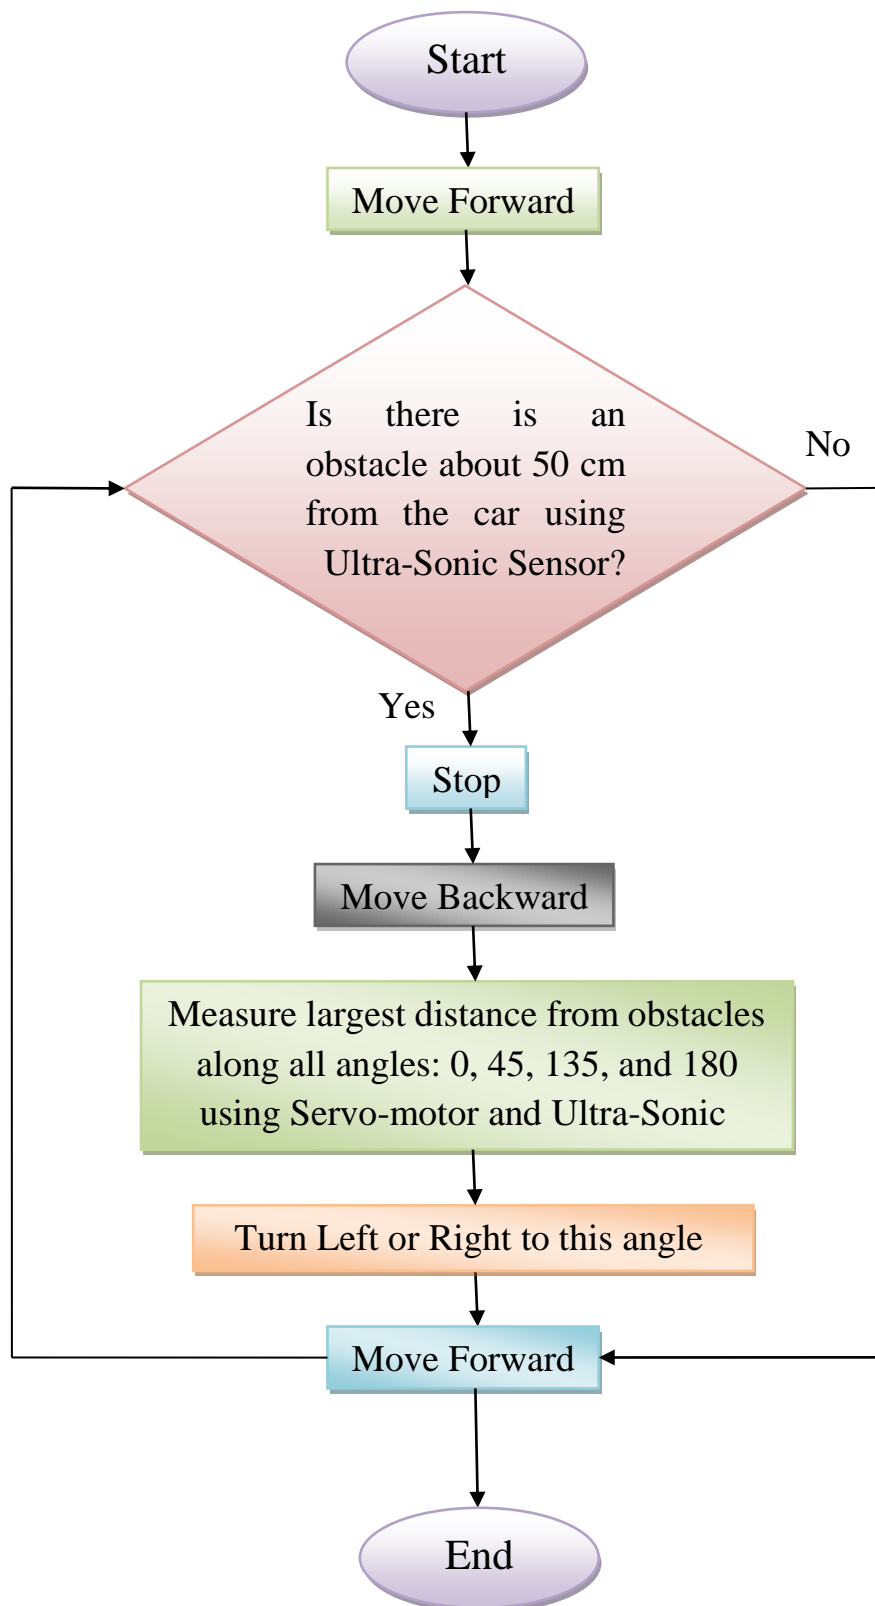 Start
Move Forward
Is there is an
obstacle about 50 cm
from the car using
Ultra-Sonic Sensor?
No
Yes
Stop
Move Backward
Measure largest distance from obstacles
along all angles: 0, 45, 135, and 180
using Servo-motor and Ultra-Sonic
Turn Left or Right to this angle
Move Forward
End